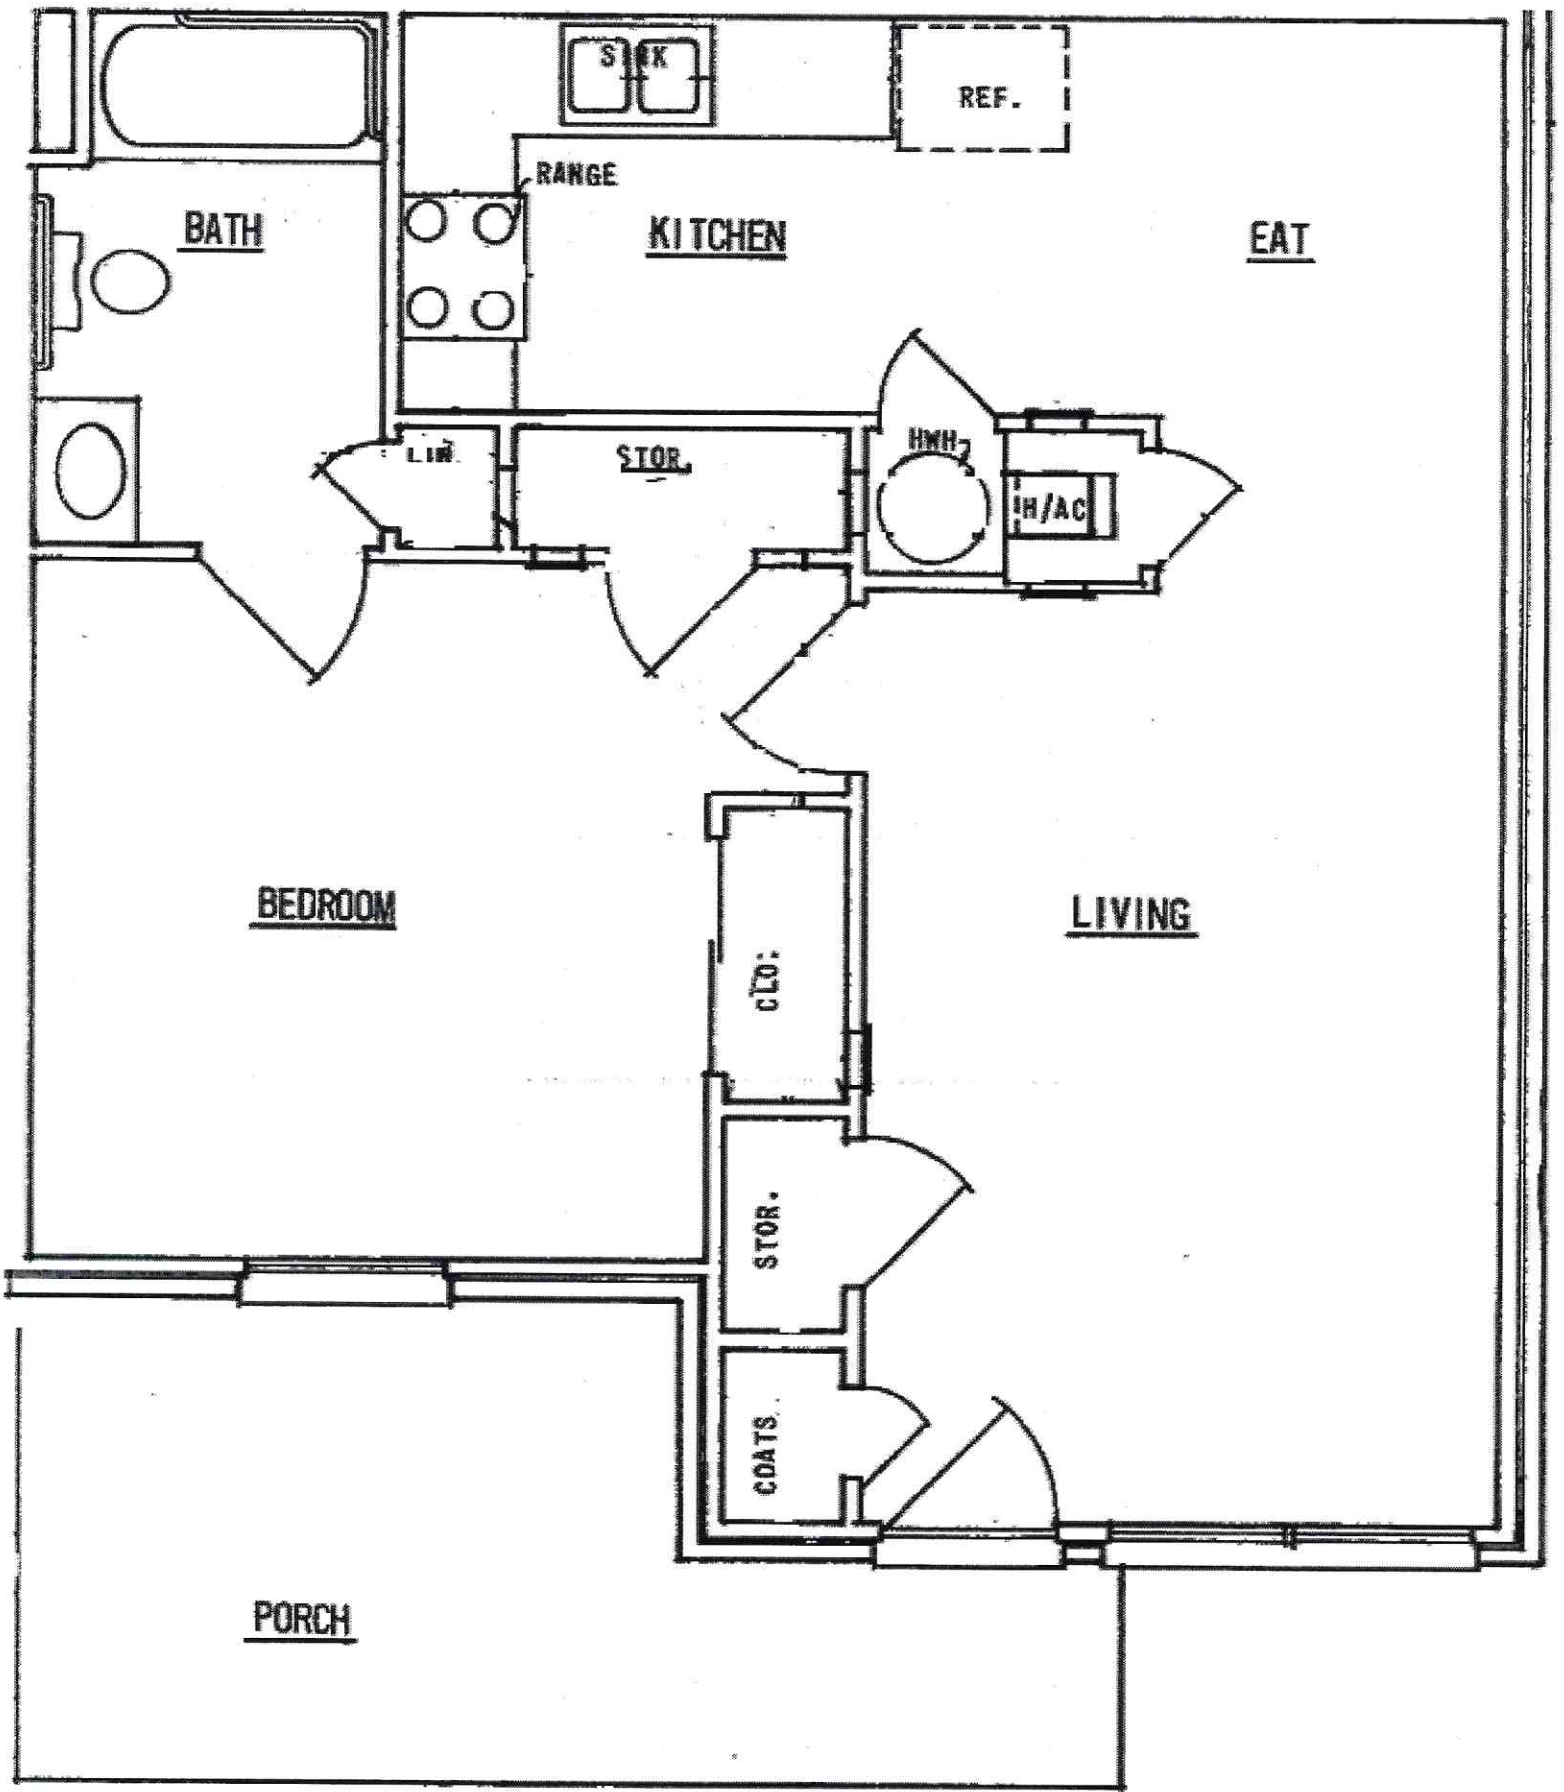 SINK
REF.
RANGE
BATH
KITCHEN
EAT
LIN.
STOR.
HWH
H/AC
BEDROOM
LIVING
CLO.
STOR.
COATS
PORCH